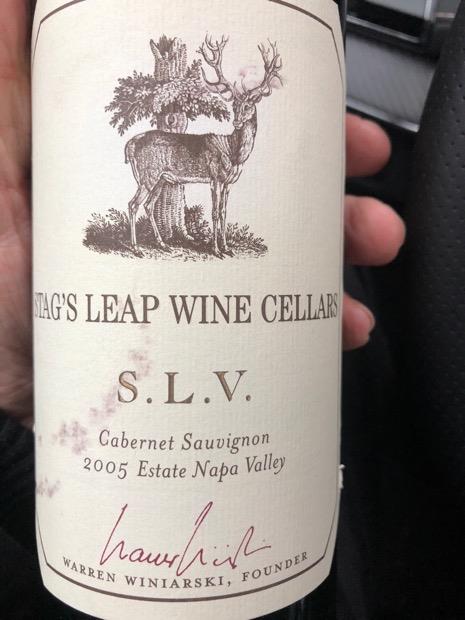 STAG'S LEAP WINE CELLARS
S.L.V.
Cabernet Sauvignon
2005 Estate Napa Valley
WARREN WINIARSKI, FOUNDER